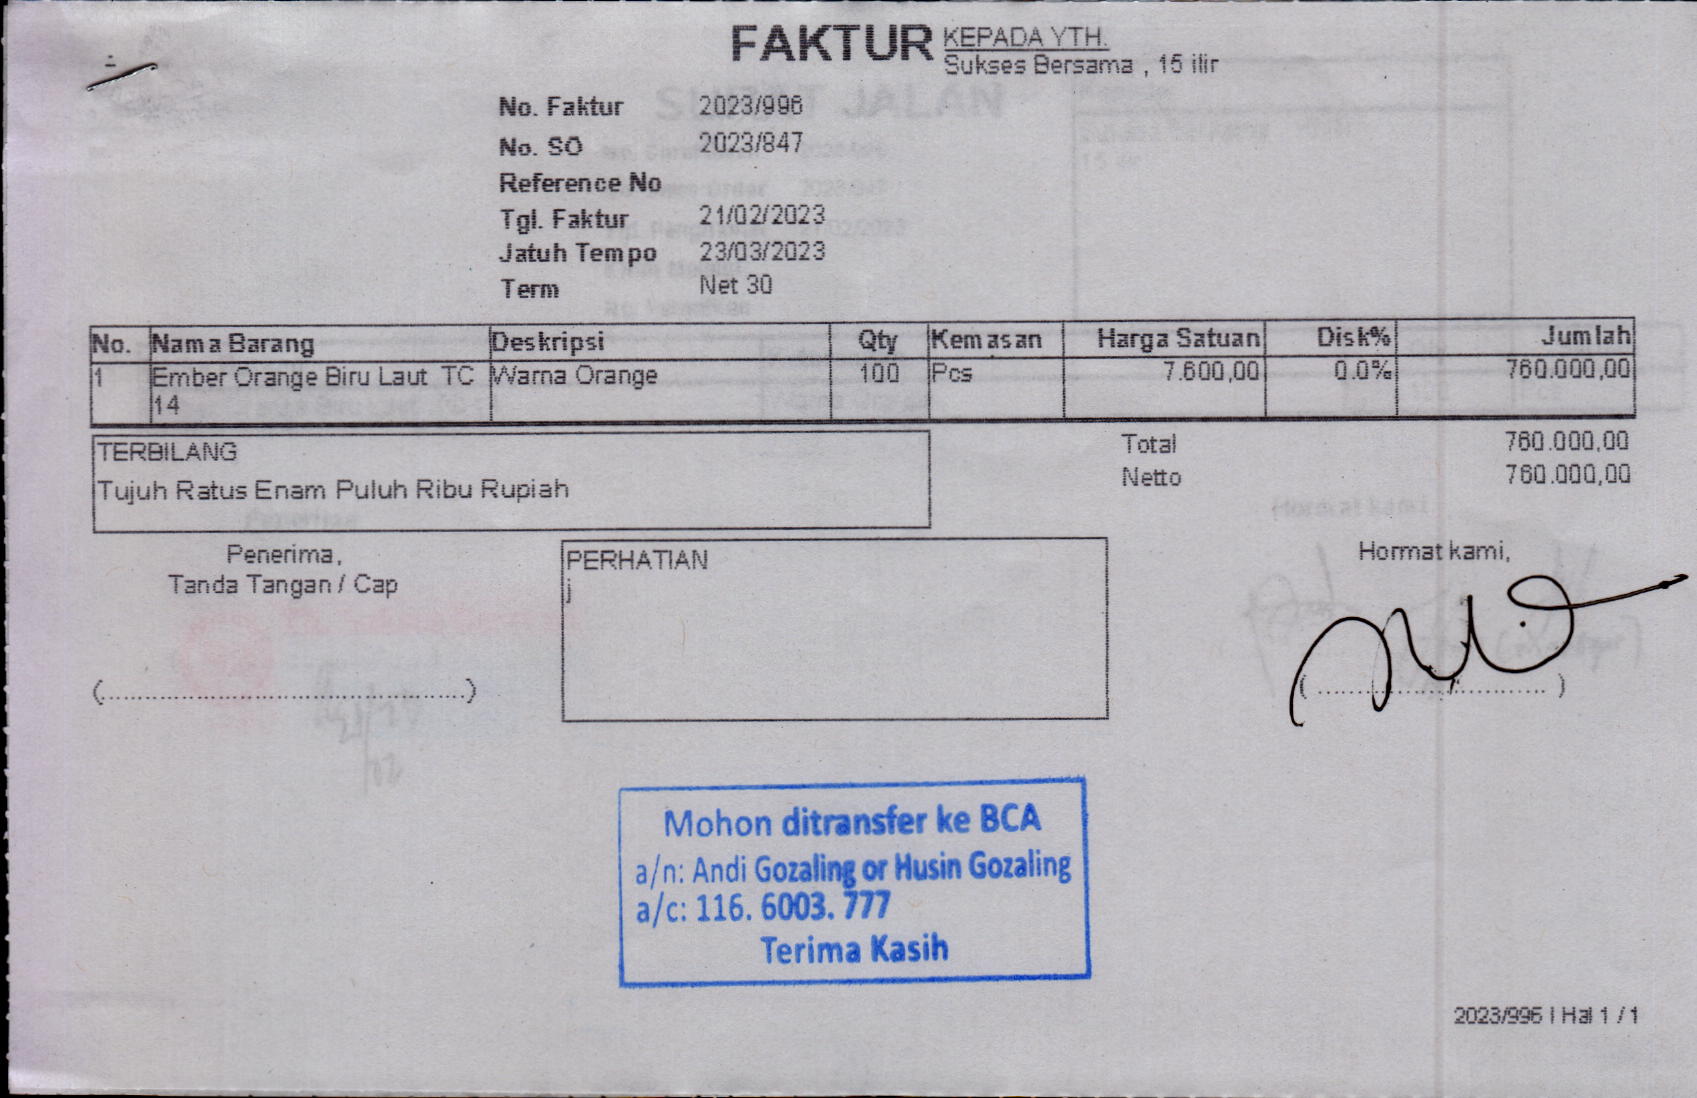 FAKTUR
KEPADA YTH.
Sukses Bersama , 15 ilir
No. Faktur 2023/996
No. SO 2023/847
Reference No
Tgl. Faktur 21/02/2023
Jatuh Tempo 23/03/2023
Term Net 30
No. Nama Barang Deskripsi Qty Kemasan Harga Satuan Disk% Jumlah
1 Ember Orange Biru Laut TC Warna Orange 100 Pcs 7.600,00 0.0% 760.000,00
14
TERBILANG
Tujuh Ratus Enam Puluh Ribu Rupiah
Total 760.000,00
Netto 760.000,00
Penerima,
Tanda Tangan / Cap
(..........................................)
PERHATIAN
j
Hormat kami,
( .............................. )
Mohon ditransfer ke BCA
a/n: Andi Gozaling or Husin Gozaling
a/c: 116. 6003. 777
Terima Kasih
2023/996 | Hal 1 / 1